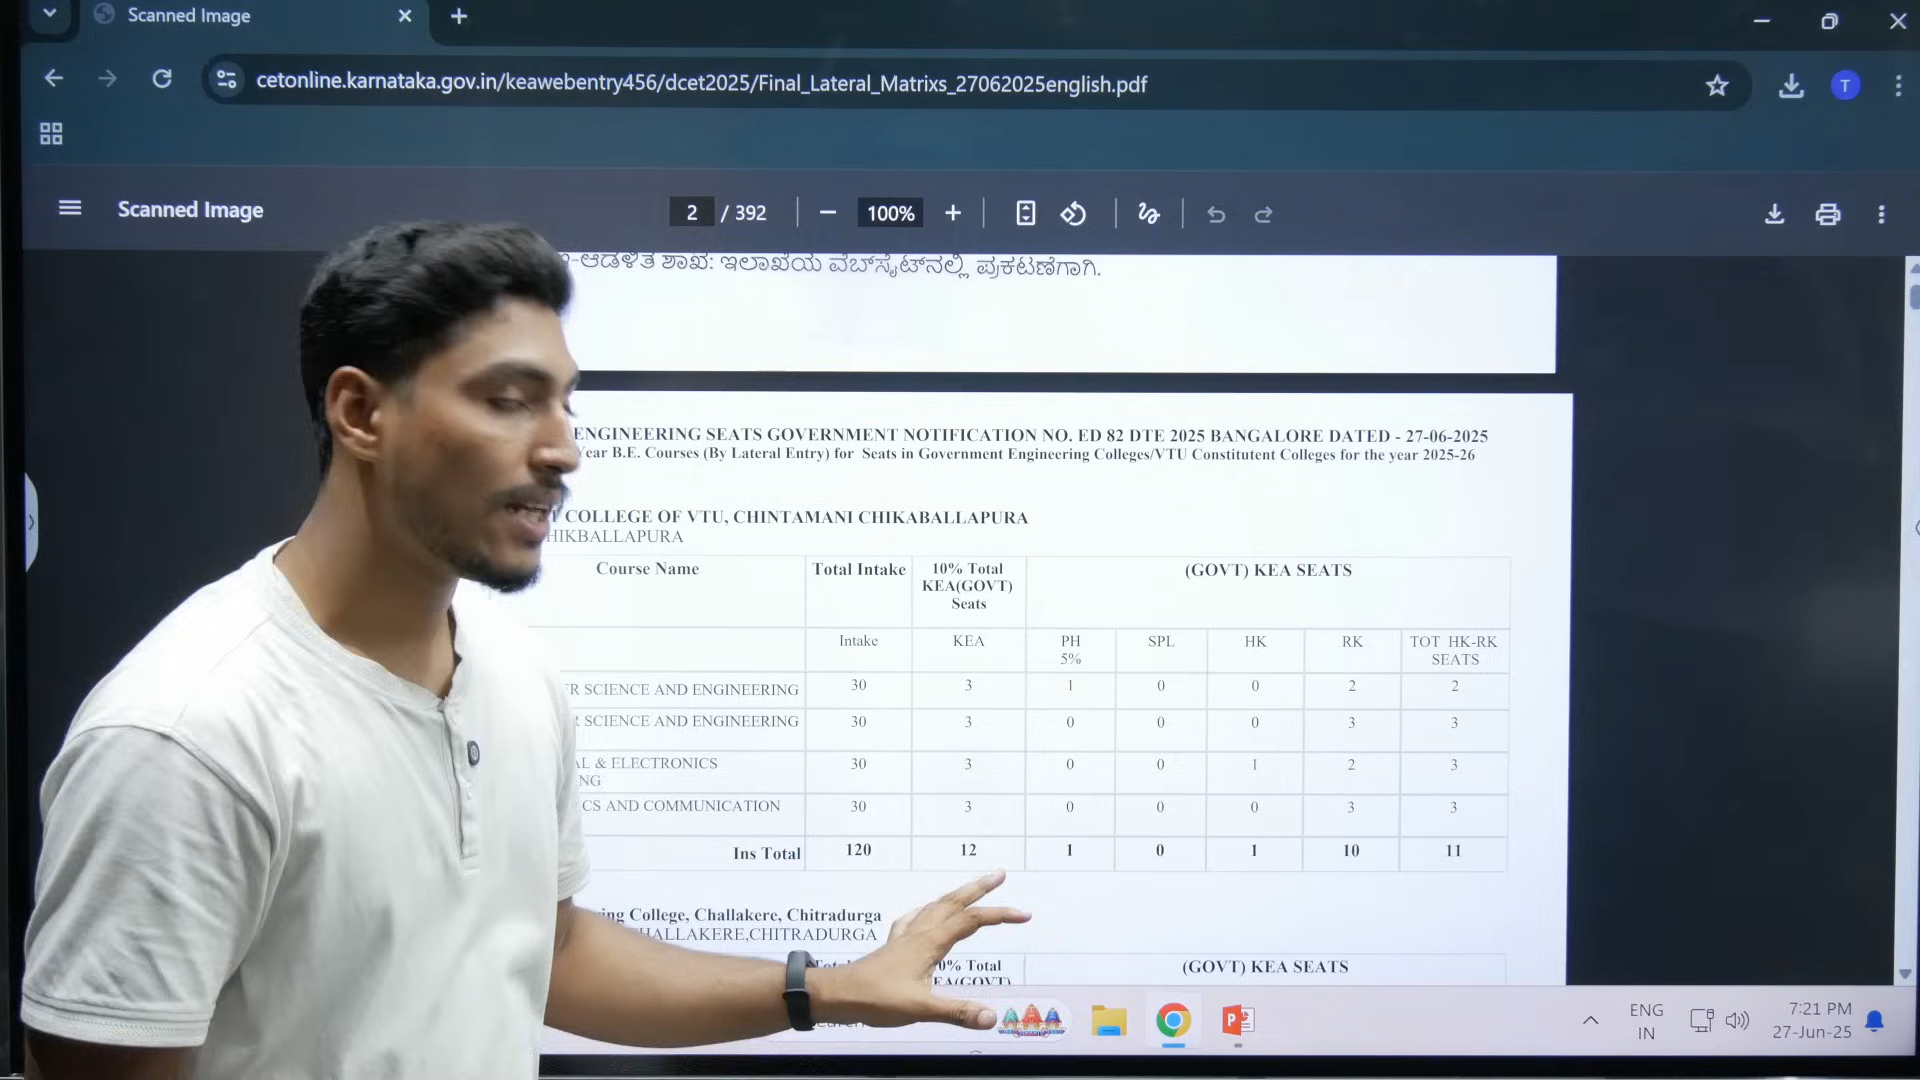 Scanned Image
cetonline.karnataka.gov.in/keawebentry456/dcet2025/Final_Lateral_Matrixs_27062025english.pdf
T
Scanned Image
2 / 392
100%
ಆಡಳಿತ ಶಾಖೆ: ಇಲಾಖೆಯ ವೆಬ್‌ಸೈಟ್‌ನಲ್ಲಿ ಪ್ರಕಟಣೆಗಾಗಿ.
ENGINEERING SEATS GOVERNMENT NOTIFICATION NO. ED 82 DTE 2025 BANGALORE DATED - 27-06-2025
Year B.E. Courses (By Lateral Entry) for Seats in Government Engineering Colleges/VTU Constitutent Colleges for the year 2025-26
COLLEGE OF VTU, CHINTAMANI CHIKABALLAPURA
HIKBALLAPURA
Course Name Total Intake 10% Total KEA(GOVT) Seats (GOVT) KEA SEATS
Intake KEA PH 5% SPL HK RK TOT HK-RK SEATS
R SCIENCE AND ENGINEERING 30 3 1 0 0 2 2
R SCIENCE AND ENGINEERING 30 3 0 0 0 3 3
AL & ELECTRONICS 30 3 0 0 1 2 3
NG
CS AND COMMUNICATION 30 3 0 0 0 3 3
Ins Total 120 12 1 0 1 10 11
ing College, Challakere, Chitradurga
HALLAKERE,CHITRADURGA
0% Total (GOVT) KEA SEATS
EA(GOVT)
ENG
IN
7:21 PM
27-Jun-25